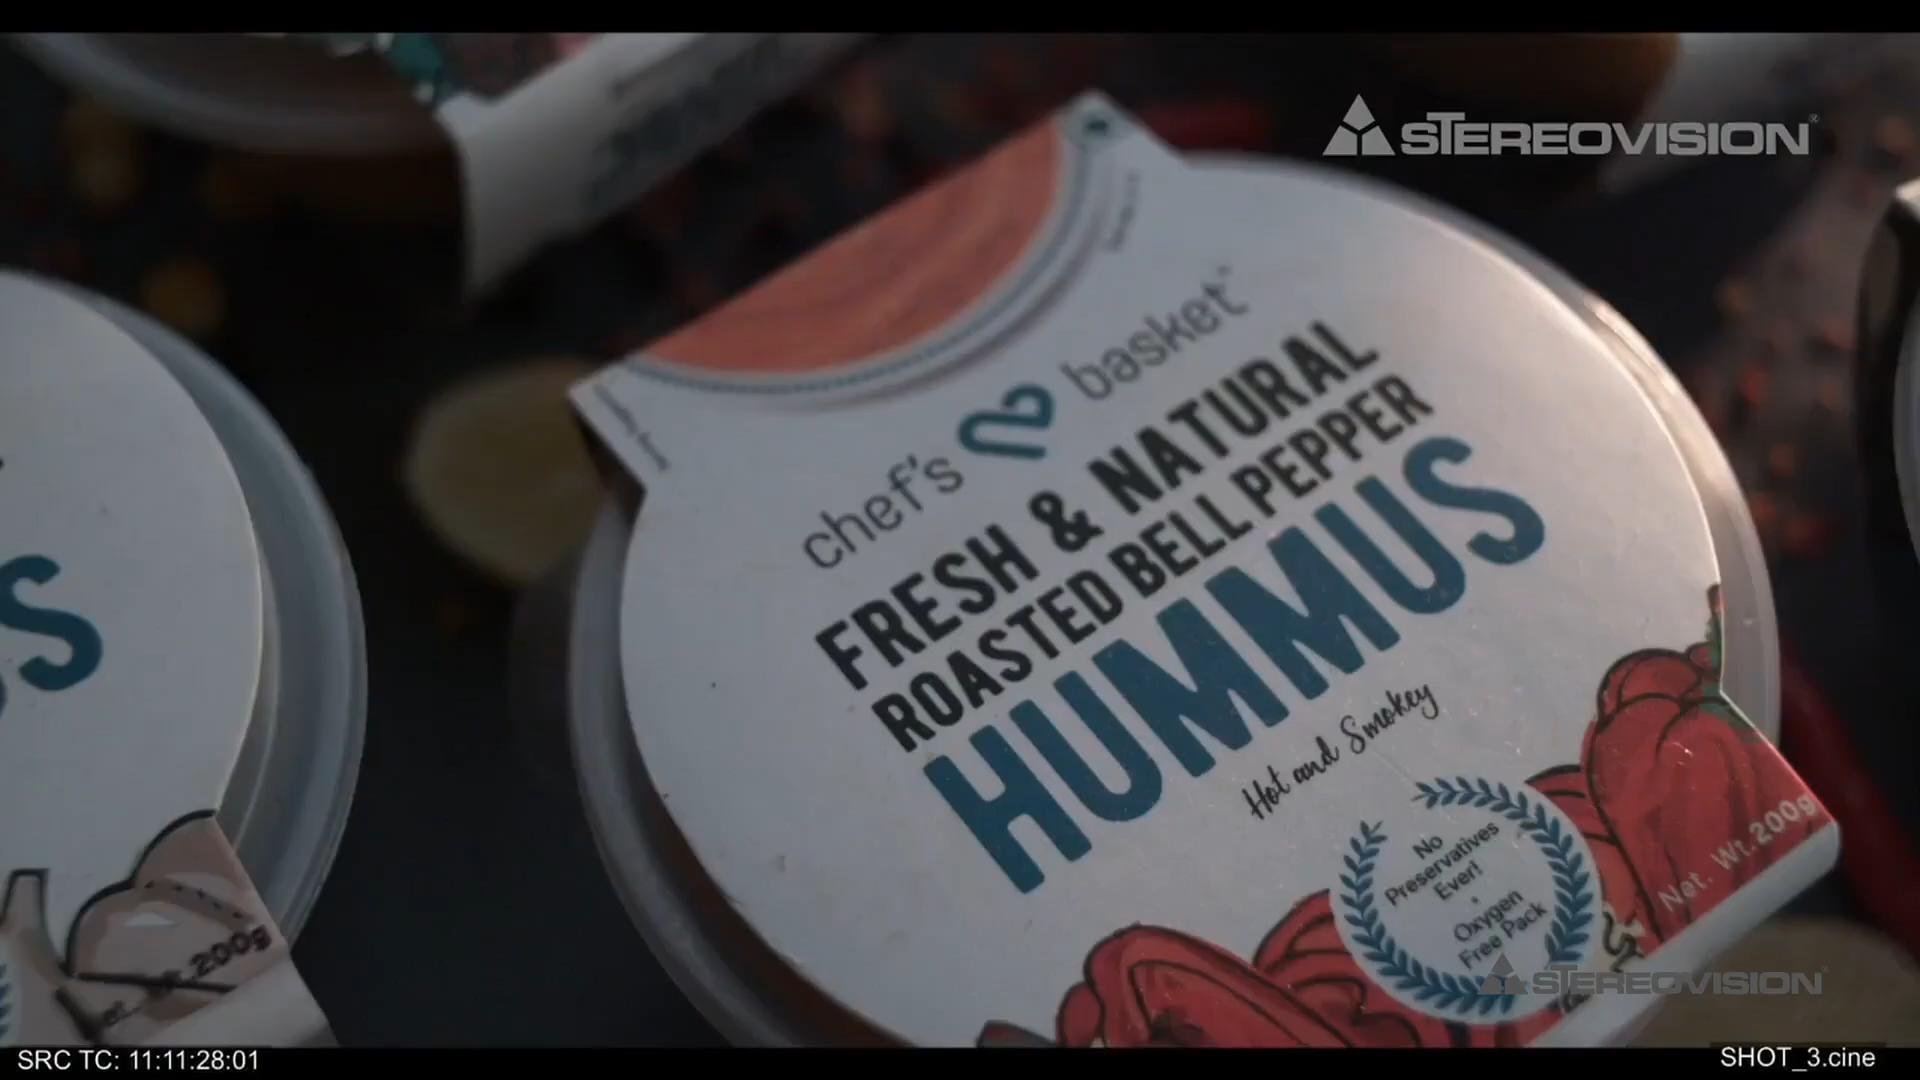 STEREOVISION®
chef's basket™
FRESH & NATURAL
ROASTED BELL PEPPER
HUMMUS
Hot and Smokey
No
Preservatives
Ever!
Oxygen
Free Pack
Net. Wt. 200g
S
200g
STEREOVISION
SRC TC: 11:11:28:01
SHOT_3.cine